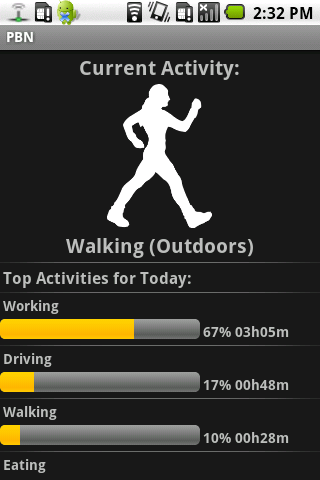 2:32 PM
PBN
Current Activity:
Walking (Outdoors)
Top Activities for Today:
Working
67% 03h05m
Driving
17% 00h48m
Walking
10% 00h28m
Eating